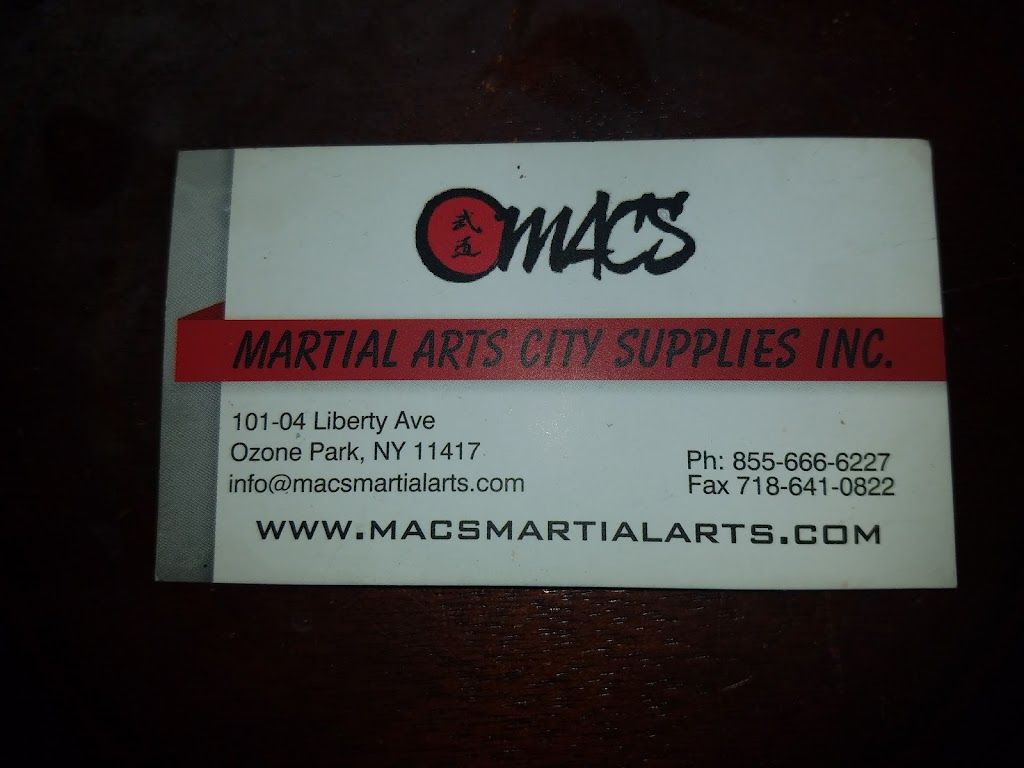 MACS
MARTIAL ARTS CITY SUPPLIES INC.
101-04 Liberty Ave
Ozone Park, NY 11417
info@macsmartialarts.com
Ph: 855-666-6227
Fax 718-641-0822
WWW.MACSMARTIALARTS.COM